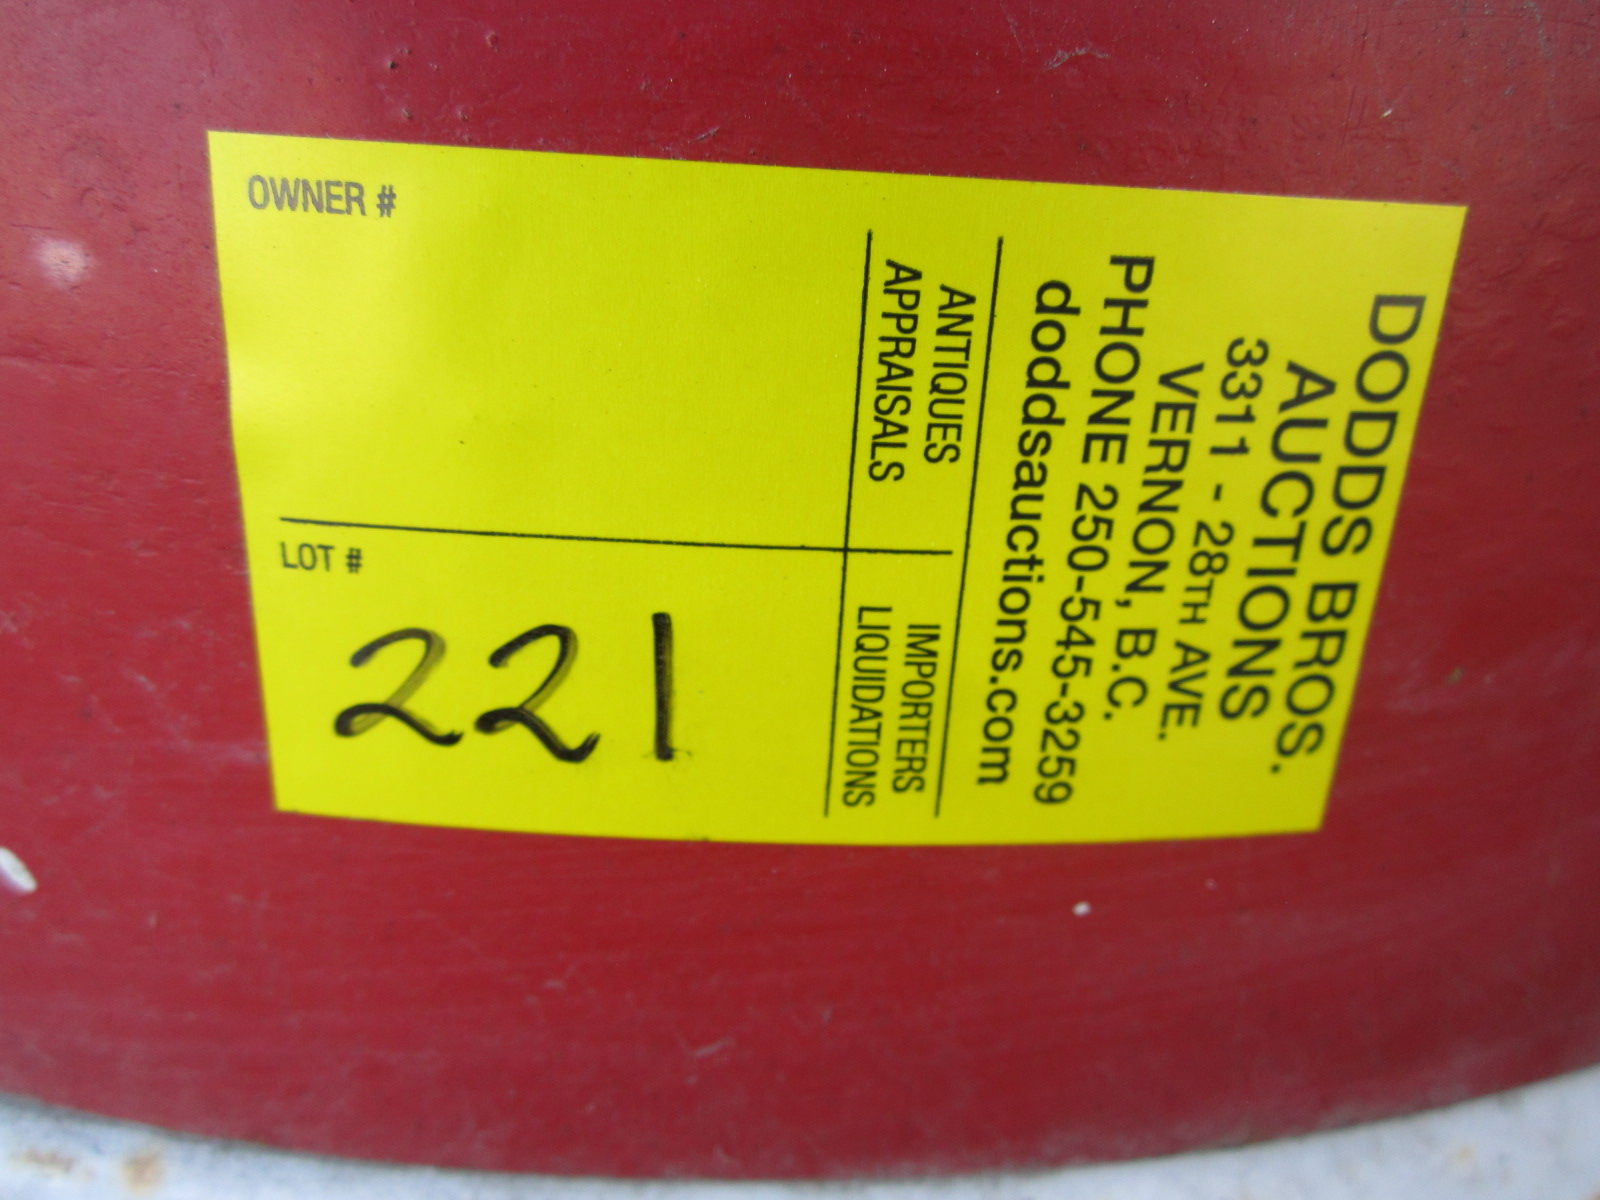 DODDS BROS.
AUCTIONS
3311 - 28TH AVE.
VERNON, B.C.
PHONE 250-545-3259
doddsauctions.com
ANTIQUES
APPRAISALS
IMPORTERS
LIQUIDATIONS
OWNER #
LOT #
221